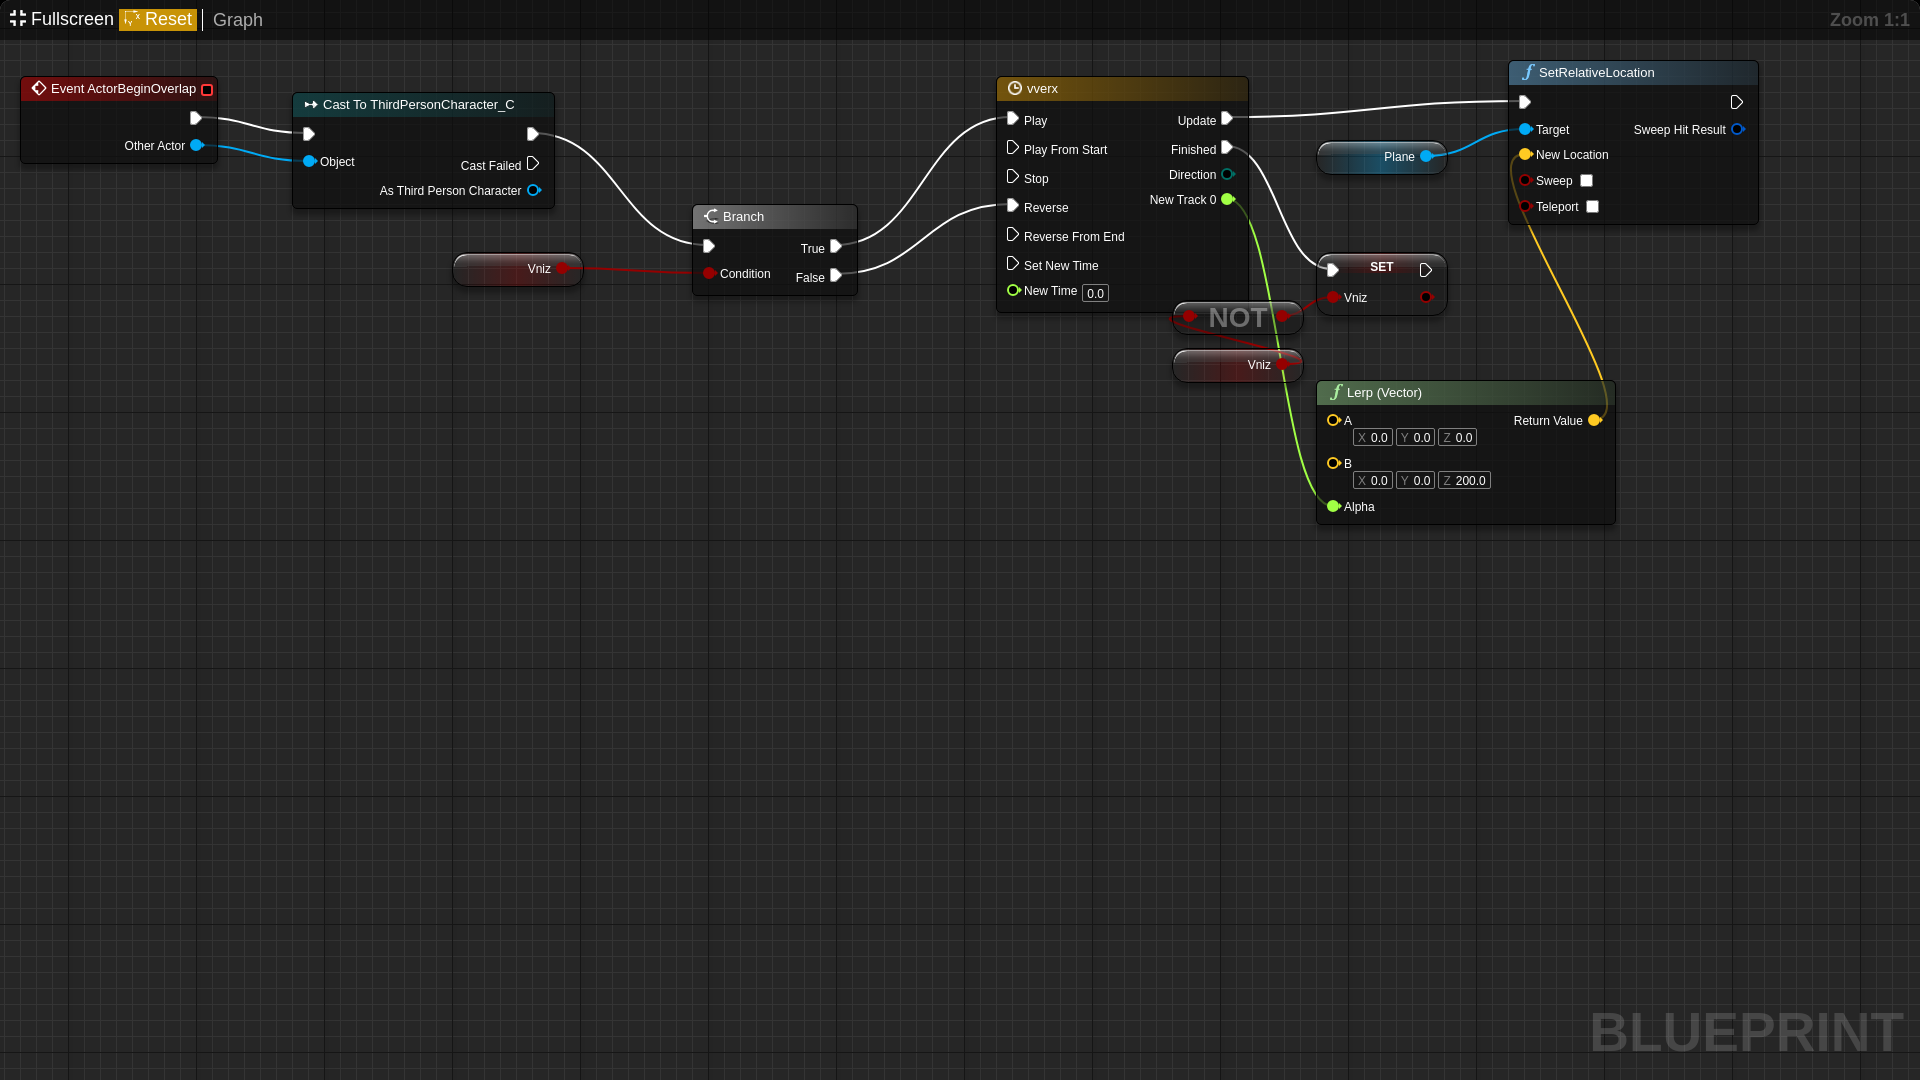 Fullscreen Reset Graph Zoom 1:1
Event ActorBeginOverlap
Other Actor
Cast To ThirdPersonCharacter_C
Object
Cast Failed
As Third Person Character
Vniz
Branch
True
Condition
False
vverx
Play
Update
Play From Start
Finished
Stop
Direction
New Track 0
Reverse
Reverse From End
Set New Time
New Time 0.0
NOT
Vniz
Plane
SET
Vniz
SetRelativeLocation
Target
Sweep Hit Result
New Location
Sweep
Teleport
Lerp (Vector)
A
Return Value
X 0.0 Y 0.0 Z 0.0
B
X 0.0 Y 0.0 Z 200.0
Alpha
BLUEPRINT